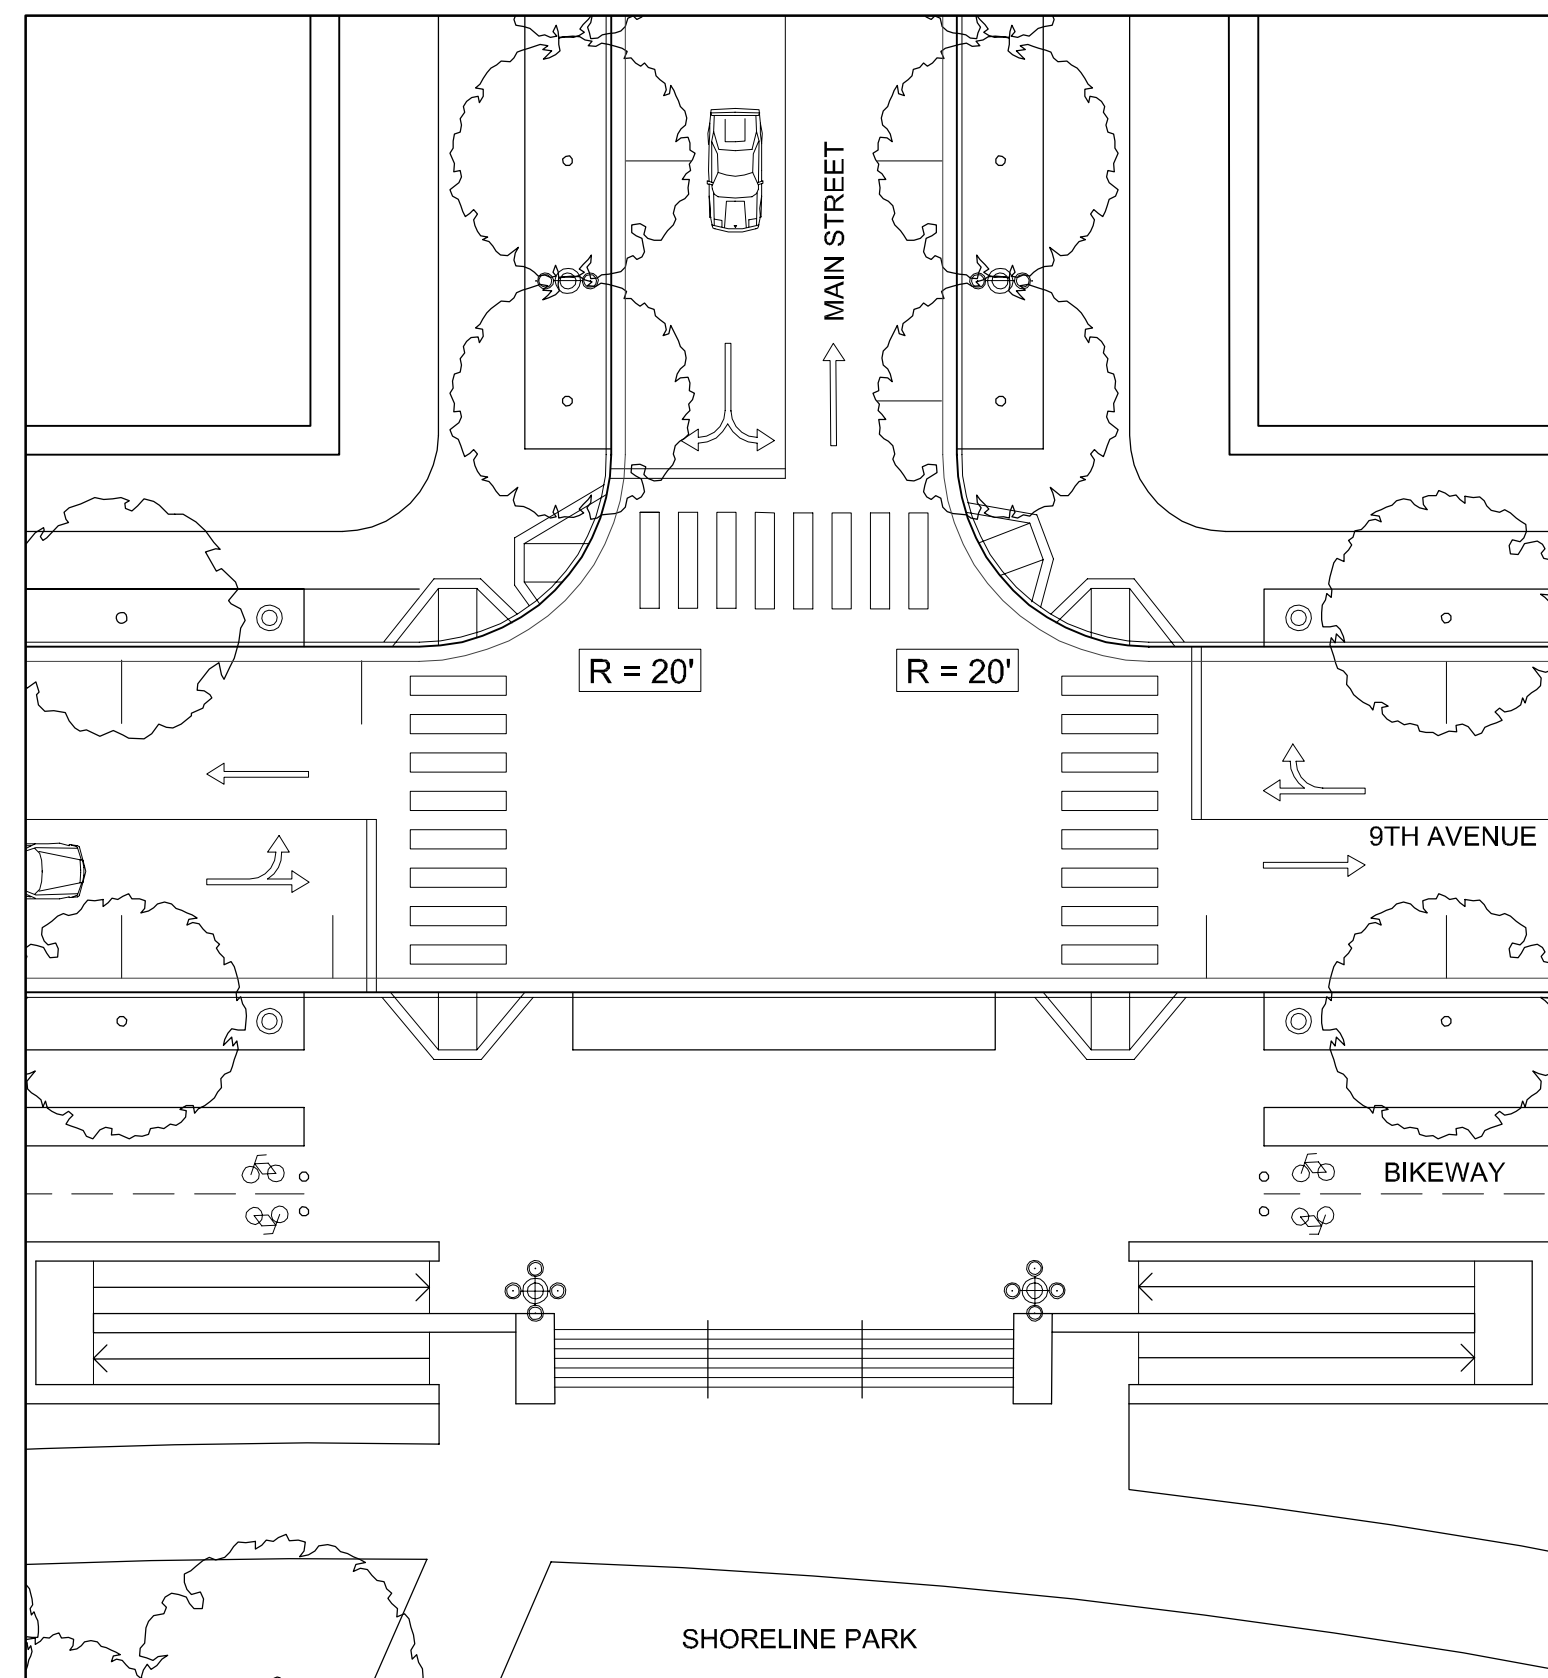 MAIN STREET
R = 20'
R = 20'
9TH AVENUE
BIKEWAY
SHORELINE PARK